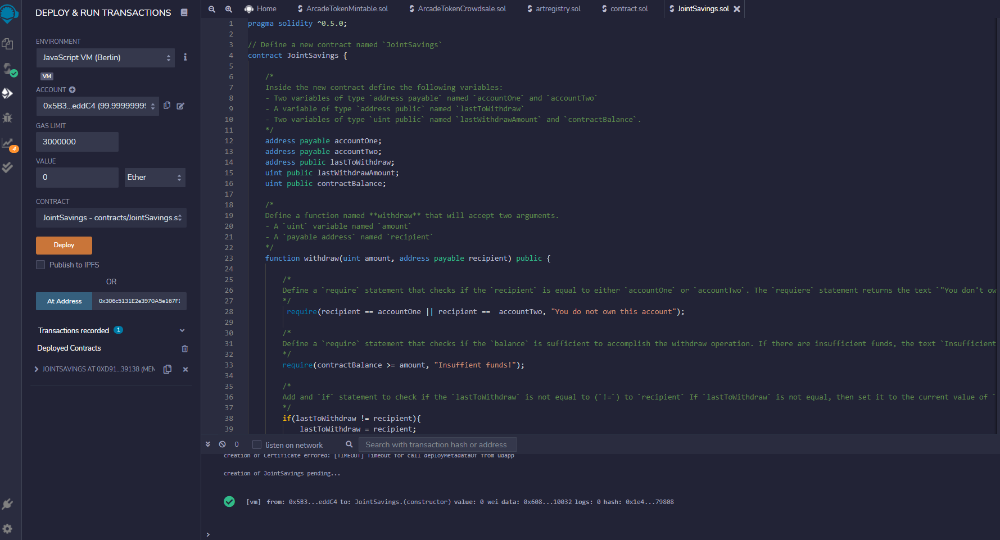 DEPLOY & RUN TRANSACTIONS
ENVIRONMENT
JavaScript VM (Berlin)
VM
ACCOUNT
0x5B3...eddC4 (99.99999999
GAS LIMIT
3000000
VALUE
0
Ether
CONTRACT
JointSavings - contracts/JointSavings.s
Deploy
Publish to IPFS
OR
At Address
0x306c5131E2e3970A5e167F
Transactions recorded 1
Deployed Contracts
JOINTSAVINGS AT 0XD91...39138 (MEM
4
Home
ArcadeTokenMintable.sol
ArcadeTokenCrowdsale.sol
artregistry.sol
contract.sol
JointSavings.sol
1 pragma solidity ^0.5.0;
2
3 // Define a new contract named `JointSavings`
4 contract JointSavings {
5
6 /*
7 Inside the new contract define the following variables:
8 - Two variables of type `address payable` named `accountOne` and `accountTwo`
9 - A variable of type `address public` named `lastToWithdraw`
10 - Two variables of type `uint public` named `lastWithdrawAmount` and `contractBalance`.
11 */
12 address payable accountOne;
13 address payable accountTwo;
14 address public lastToWithdraw;
15 uint public lastWithdrawAmount;
16 uint public contractBalance;
17
18 /*
19 Define a function named **withdraw** that will accept two arguments.
20 - A `uint` variable named `amount`
21 - A `payable address` named `recipient`
22 */
23 function withdraw(uint amount, address payable recipient) public {
24
25 /*
26 Define a `require` statement that checks if the `recipient` is equal to either `accountOne` or `accountTwo`. The `requiere` statement returns the text `"You don't ow
27 */
28 require(recipient == accountOne || recipient ==  accountTwo, "You do not own this account");
29
30 /*
31 Define a `require` statement that checks if the `balance` is sufficient to accomplish the withdraw operation. If there are insufficient funds, the text `Insufficient
32 */
33 require(contractBalance >= amount, "Insuffient funds!");
34
35 /*
36 Add and `if` statement to check if the `lastToWithdraw` is not equal to (`!=`) to `recipient` If `lastToWithdraw` is not equal, then set it to the current value of `
37 */
38 if(lastToWithdraw != recipient){
39 lastToWithdraw = recipient;
0
listen on network
Search with transaction hash or address
creation of Certificate errored: [TIMEOUT] Timeout for call deployMetadataOf from udapp
creation of JointSavings pending...
[vm] from: 0x5B3...eddC4 to: JointSavings.(constructor) value: 0 wei data: 0x608...10032 logs: 0 hash: 0x1e4...79808
>